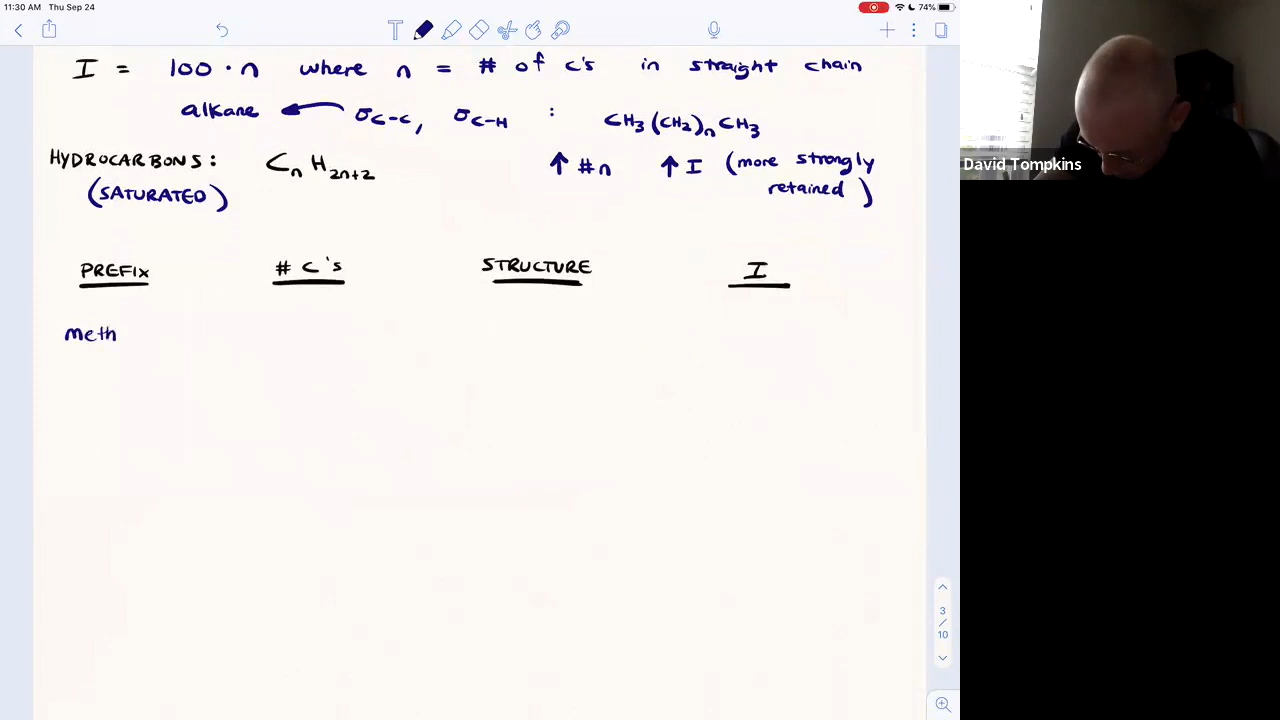 11:30 AM Thu Sep 24
74%
I = 100 · n where n = # of C's in straight chain
alkane ← σC-C, σC-H : CH3(CH2)nCH3
HYDROCARBONS: CnH2n+2 ↑ #n ↑ I (more strongly
(SATURATED) retained)
PREFIX # C's STRUCTURE I
meth
3
/
10
David Tompkins